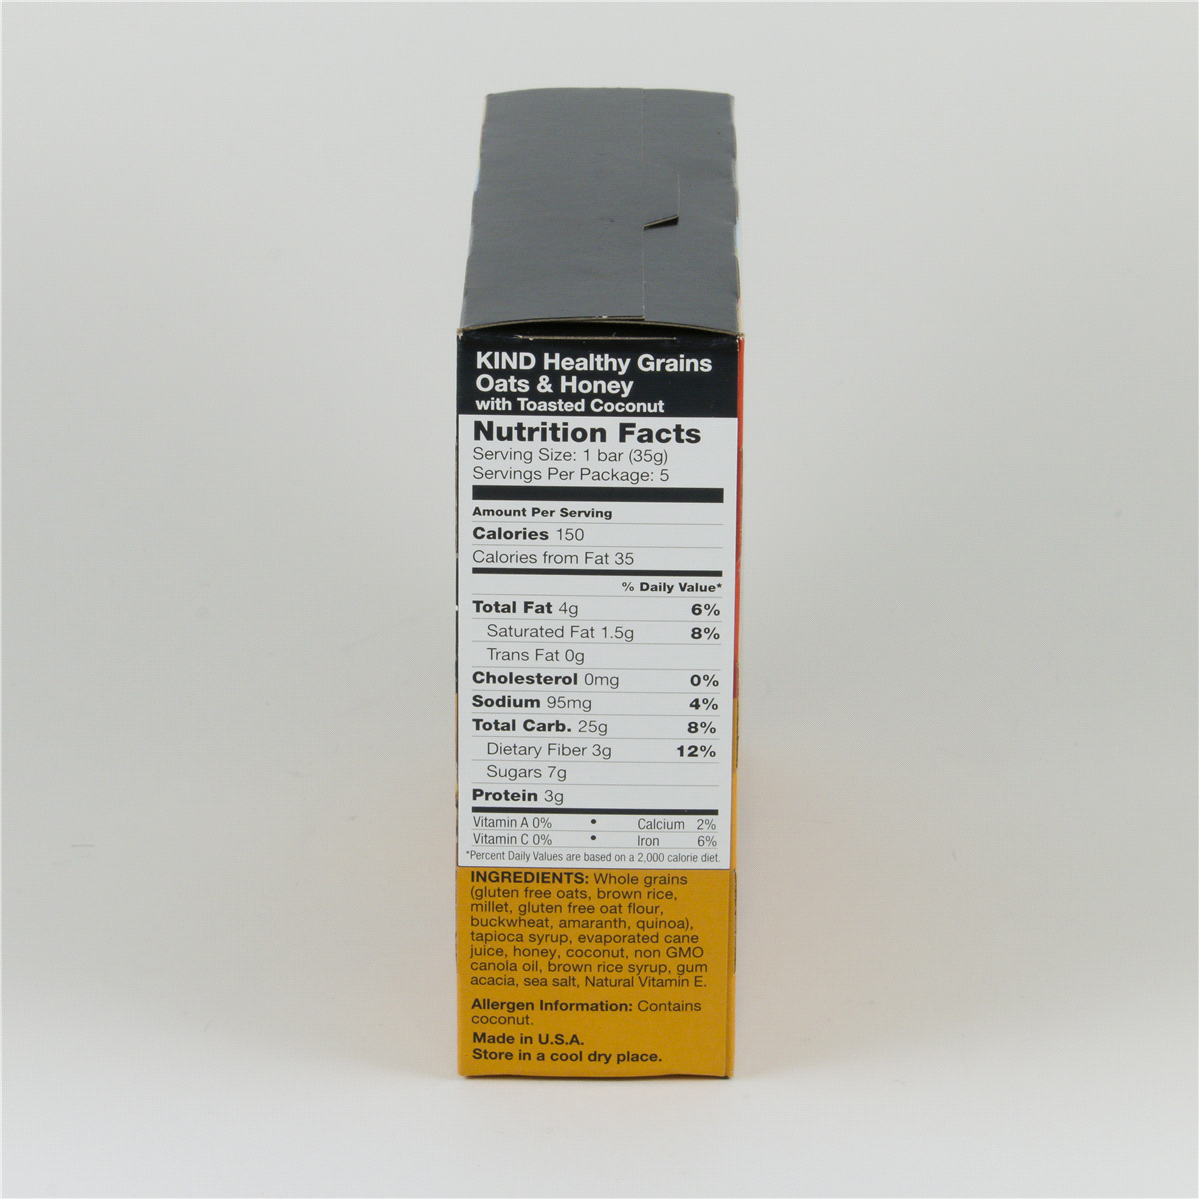 KIND Healthy Grains
Oats & Honey
with Toasted Coconut
Nutrition Facts
Serving Size: 1 bar (35g)
Servings Per Package: 5
Amount Per Serving
Calories 150
Calories from Fat 35
% Daily Value*
Total Fat 4g 6%
Saturated Fat 1.5g 8%
Trans Fat 0g
Cholesterol 0mg 0%
Sodium 95mg 4%
Total Carb. 25g 8%
Dietary Fiber 3g 12%
Sugars 7g
Protein 3g
Vitamin A 0% • Calcium 2%
Vitamin C 0% • Iron 6%
*Percent Daily Values are based on a 2,000 calorie diet.
INGREDIENTS: Whole grains
(gluten free oats, brown rice,
millet, gluten free oat flour,
buckwheat, amaranth, quinoa),
tapioca syrup, evaporated cane
juice, honey, coconut, non GMO
canola oil, brown rice syrup, gum
acacia, sea salt, Natural Vitamin E.
Allergen Information: Contains
coconut.
Made in U.S.A.
Store in a cool dry place.